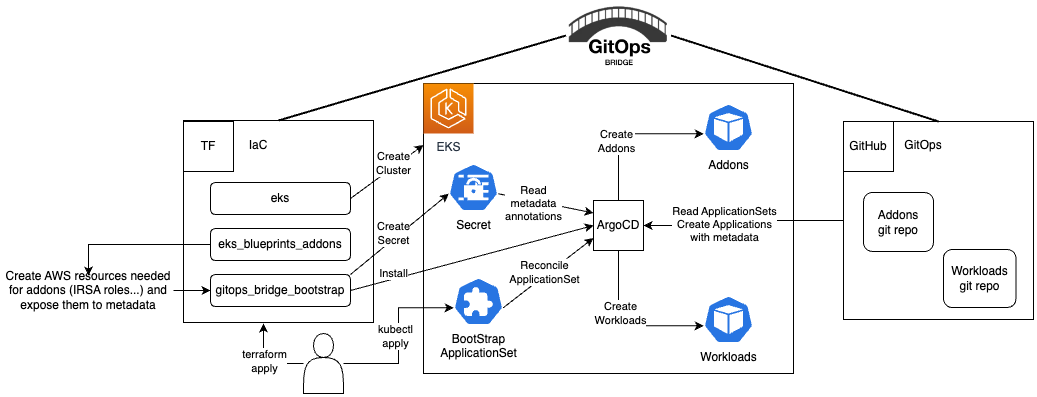 GitOps
BRIDGE
TF
IaC
eks
eks_blueprints_addons
gitops_bridge_bootstrap
Create AWS resources needed
for addons (IRSA roles...) and
expose them to metadata
terraform
apply
kubectl
apply
Create
Cluster
Create
Secret
Install
K
EKS
Secret
Read
metadata
annotations
BootStrap
ApplicationSet
Reconcile
ApplicationSet
ArgoCD
Create
Addons
Addons
Create
Workloads
Workloads
Read ApplicationSets
Create Applications
with metadata
GitHub
GitOps
Addons
git repo
Workloads
git repo